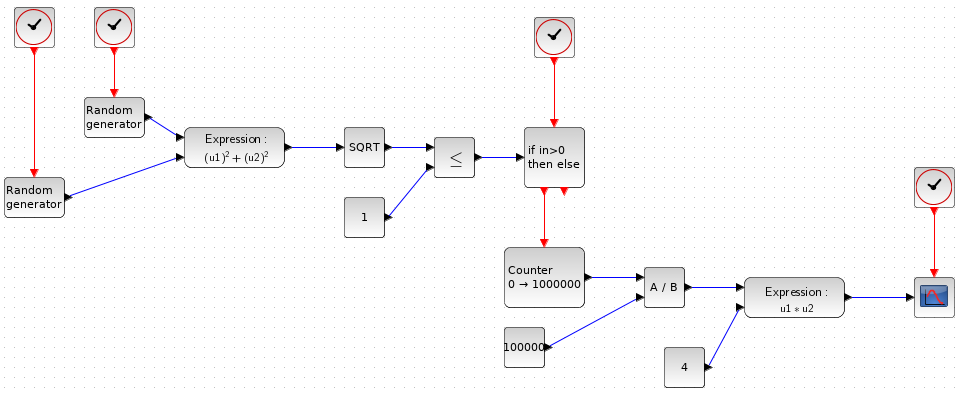 Random
generator
Random
generator
Expression :
(u1)² + (u2)²
SQRT
1
≤
if in>0
then else
Counter
0 → 1000000
100000
A / B
Expression :
u1 ∗ u2
4